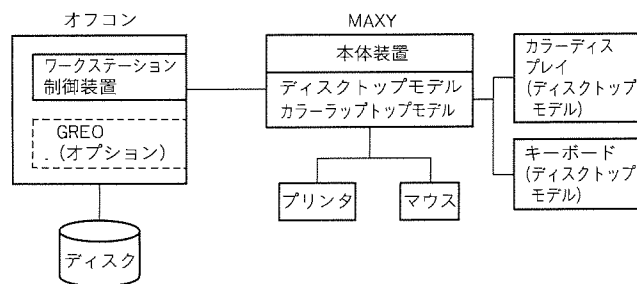 オフコン
ワークステーション
制御装置
GREO
(オプション)
ディスク
MAXY
本体装置
ディスクトップモデル
カラーラップトップモデル
プリンタ
マウス
カラーディス
プレイ
(ディスクトップ
モデル)
キーボード
(ディスクトップ
モデル)